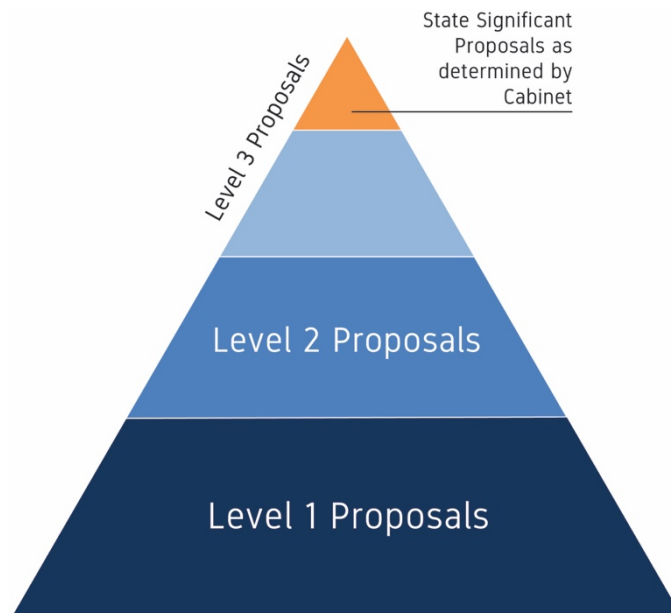 State Significant
Proposals as
determined by
Cabinet
Level 3 Proposals
Level 2 Proposals
Level 1 Proposals